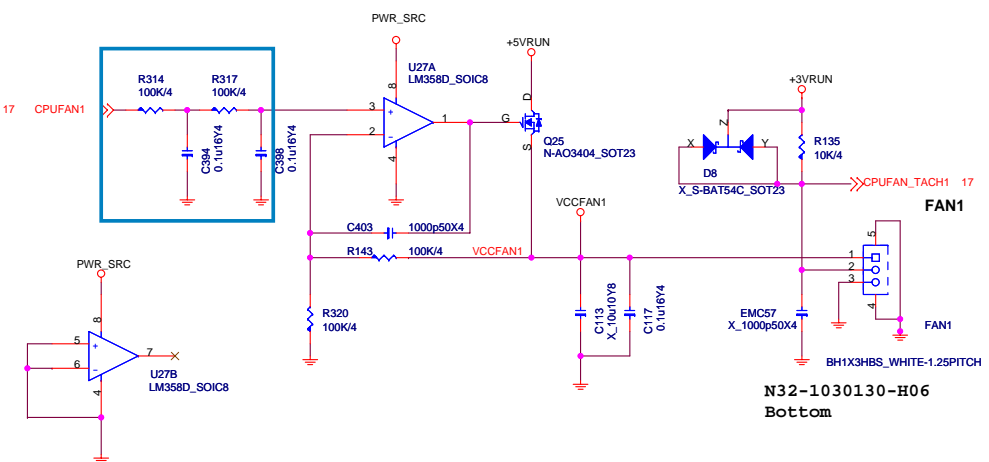 PWR_SRC
+5VRUN
R314
100K/4
R317
100K/4
U27A
LM358D_SOIC8
+3VRUN
17 CPUFAN1
8
3
+
2
-
1
4
D
G
S
Q25
N-AO3404_SOT23
C394
0.1u16Y4
C398
0.1u16Y4
X
Z
Y
D8
X_S-BAT54C_SOT23
R135
10K/4
CPUFAN_TACH1 17
FAN1
VCCFAN1
C403
1000p50X4
R143
100K/4
VCCFAN1
PWR_SRC
5
1
2
3
4
R320
100K/4
C113
X_10u10Y8
C117
0.1u16Y4
EMC57
X_1000p50X4
FAN1
8
5
+
6
-
7
4
U27B
LM358D_SOIC8
BH1X3HBS_WHITE-1.25PITCH
N32-1030130-H06
Bottom